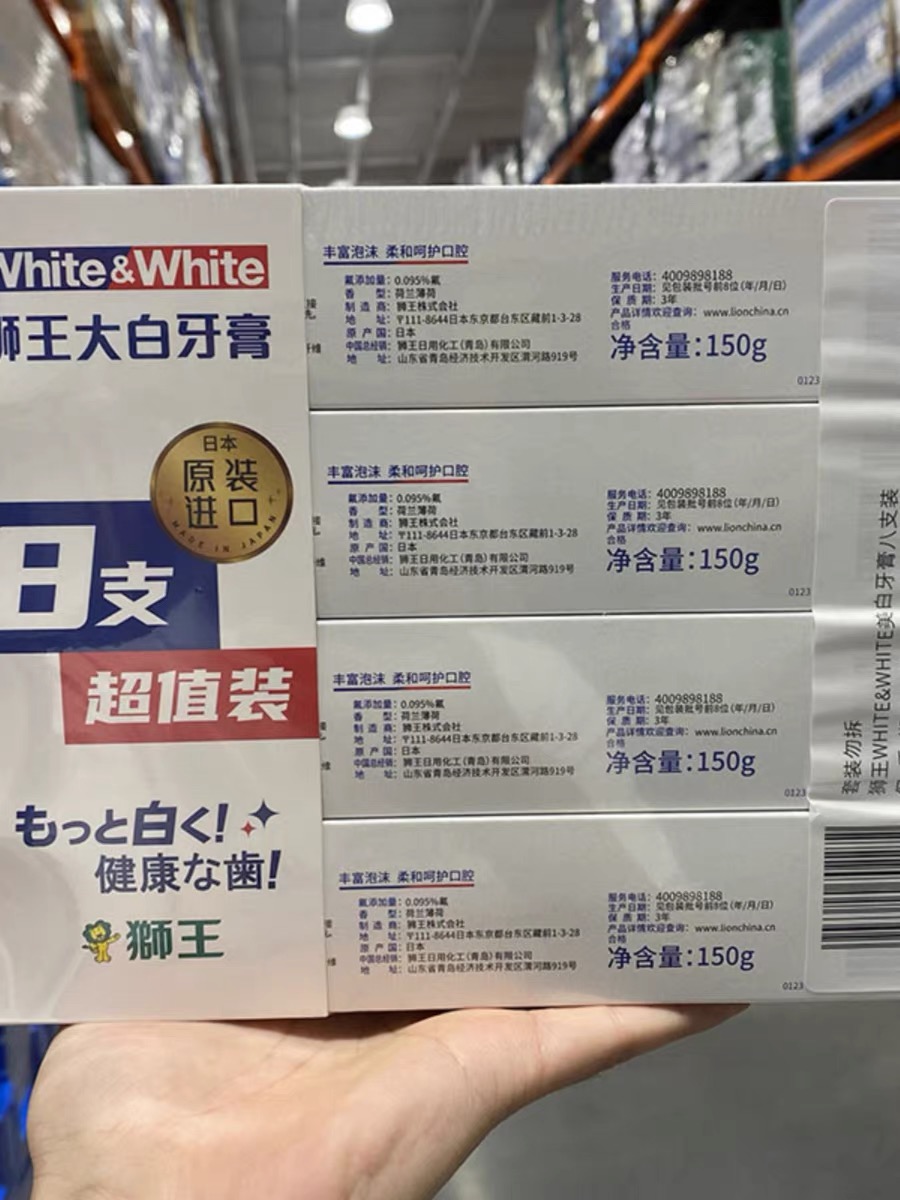 White&White
狮王大白牙膏
日本
原装
进口
MADE IN JAPAN
8支
超值装
もっと白く!
健康な歯!
獅王
丰富泡沫 柔和呵护口腔
氟添加量：0.095%氟
香 型：荷兰薄荷
制 造 商：狮王株式会社
地 址：〒111-8644日本东京都台东区藏前1-3-28
原 产 国：日本
中国总经销：狮王日用化工(青岛)有限公司
地 址：山东省青岛经济技术开发区渭河路919号
服务电话：4009898188
生产日期：见包装批号前8位(年/月/日)
保 质 期：3年
产品详情欢迎查询：www.lionchina.cn
合格
净含量:150g
0123
丰富泡沫 柔和呵护口腔
氟添加量：0.095%氟
香 型：荷兰薄荷
制 造 商：狮王株式会社
地 址：〒111-8644日本东京都台东区藏前1-3-28
原 产 国：日本
中国总经销：狮王日用化工(青岛)有限公司
地 址：山东省青岛经济技术开发区渭河路919号
服务电话：4009898188
生产日期：见包装批号前8位(年/月/日)
保 质 期：3年
产品详情欢迎查询：www.lionchina.cn
合格
净含量:150g
0123
丰富泡沫 柔和呵护口腔
氟添加量：0.095%氟
香 型：荷兰薄荷
制 造 商：狮王株式会社
地 址：〒111-8644日本东京都台东区藏前1-3-28
原 产 国：日本
中国总经销：狮王日用化工(青岛)有限公司
地 址：山东省青岛经济技术开发区渭河路919号
服务电话：4009898188
生产日期：见包装批号前8位(年/月/日)
保 质 期：3年
产品详情欢迎查询：www.lionchina.cn
合格
净含量:150g
0123
丰富泡沫 柔和呵护口腔
氟添加量：0.095%氟
香 型：荷兰薄荷
制 造 商：狮王株式会社
地 址：〒111-8644日本东京都台东区藏前1-3-28
原 产 国：日本
中国总经销：狮王日用化工(青岛)有限公司
地 址：山东省青岛经济技术开发区渭河路919号
服务电话：4009898188
生产日期：见包装批号前8位(年/月/日)
保 质 期：3年
产品详情欢迎查询：www.lionchina.cn
合格
净含量:150g
0123
套装勿拆
狮王WHITE&WHITE美白牙膏八支装